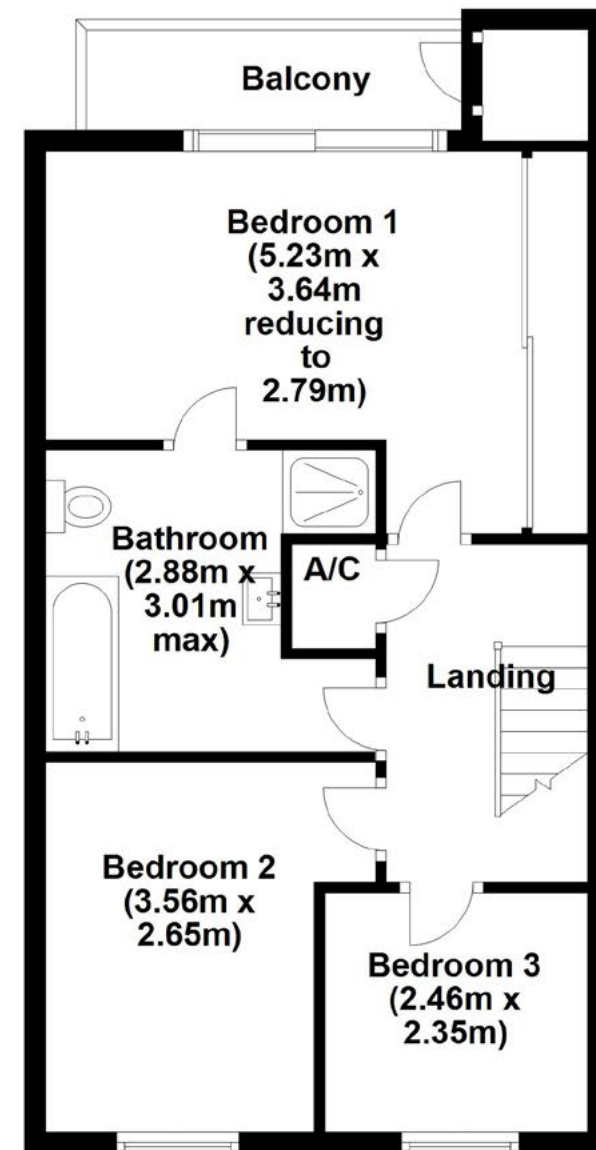 Balcony
Bedroom 1
(5.23m x
3.64m
reducing
to
2.79m)
Bathroom
(2.88m x
3.01m
max)
A/C
Landing
Bedroom 2
(3.56m x
2.65m)
Bedroom 3
(2.46m x
2.35m)